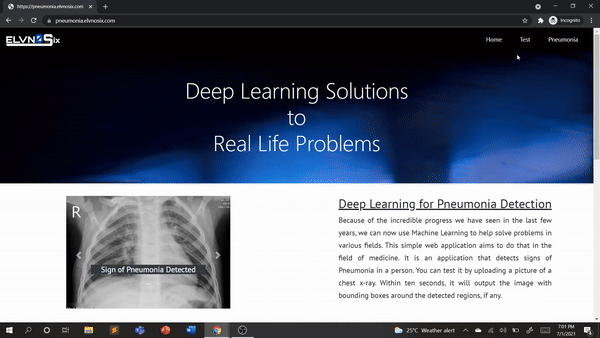 https://pneumonia.elvnosix.com
pneumonia.elvnosix.com
Incognito
ELVNOSix
Home Test Pneumonia
Deep Learning Solutions
to
Real Life Problems
R
Sign of Pneumonia Detected
Deep Learning for Pneumonia Detection
Because of the incredible progress we have seen in the last few
years, we can now use Machine Learning to help solve problems in
various fields. This simple web application aims to do that in the
field of medicine. It is an application that detects signs of
Pneumonia in a person. You can test it by uploading a picture of a
chest x-ray. Within ten seconds, it will output the image with
bounding boxes around the detected regions, if any.
25°C Weather alert
7:01 PM
7/1/2021